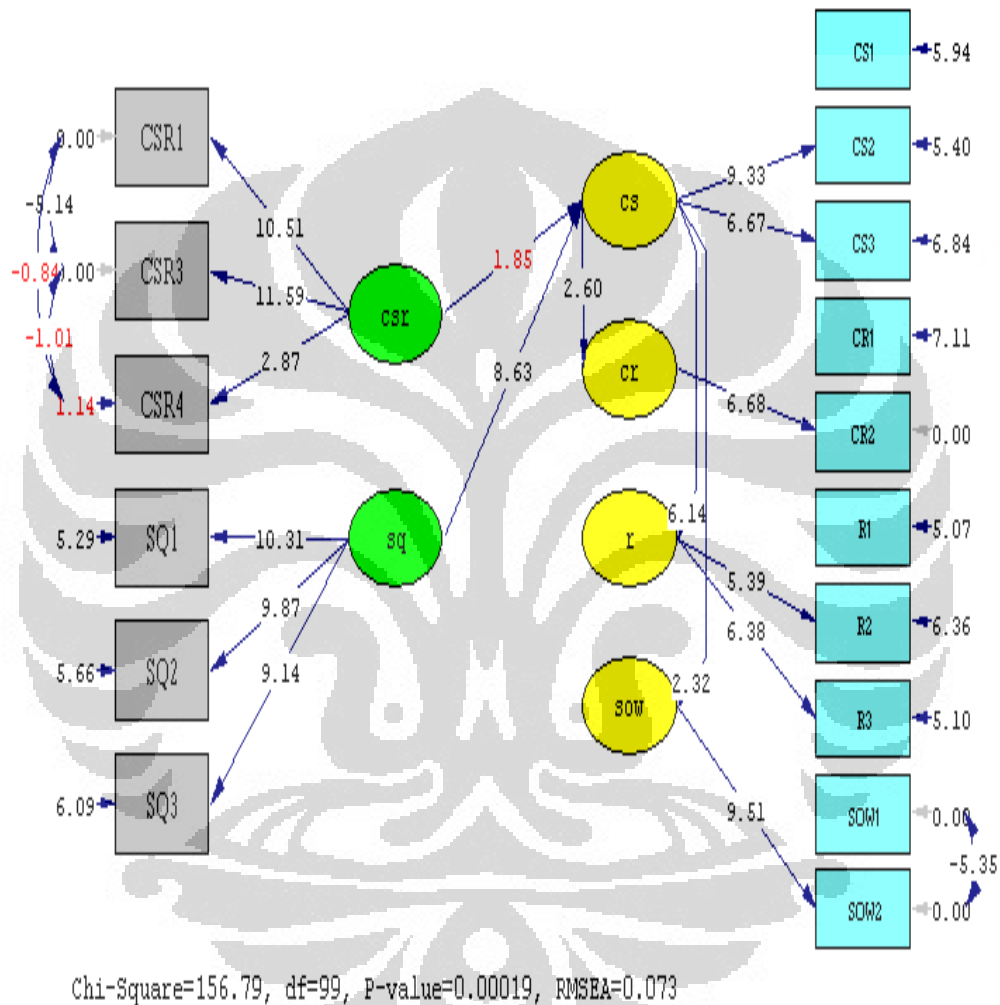 CS1
5.94
CSR1
0.00
CS2
5.40
9.33
cs
-5.14
10.51
6.67
CS3
6.84
-0.84
0.00
CSR3
1.85
11.59
csr
2.60
CR1
7.11
-1.01
2.87
8.63
cr
6.68
1.14
CSR4
CR2
0.00
5.29
SQ1
10.31
sq
6.14
r
R1
5.07
9.87
5.39
R2
6.36
6.38
5.66
SQ2
9.14
2.32
sow
R3
5.10
6.09
SQ3
9.51
SOW1
0.00
-5.35
SOW2
0.00
Chi-Square=156.79, df=99, P-value=0.00019, RMSEA=0.073